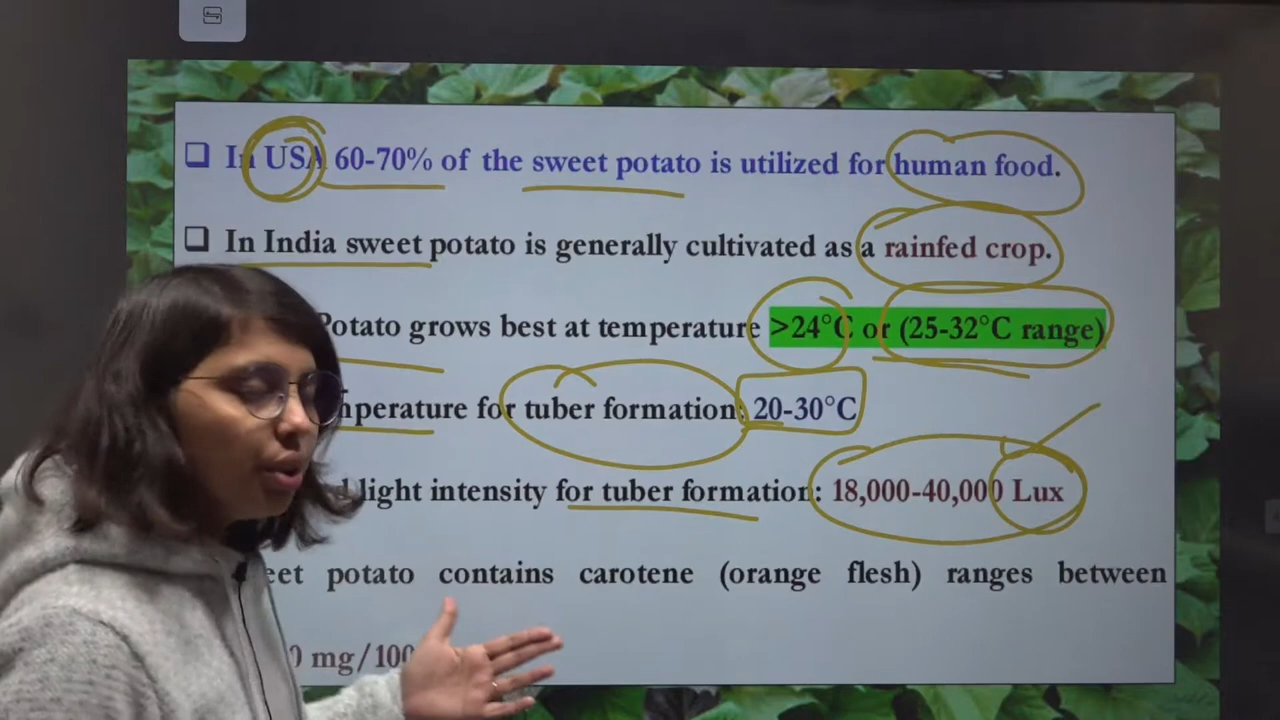 In USA 60-70% of the sweet potato is utilized for human food.
In India sweet potato is generally cultivated as a rainfed crop.
Potato grows best at temperature >24°C or (25-32°C range)
for tuber formation: 20-30°C
light intensity for tuber formation: 18,000-40,000 Lux
potato contains carotene (orange flesh) ranges between
mg/100